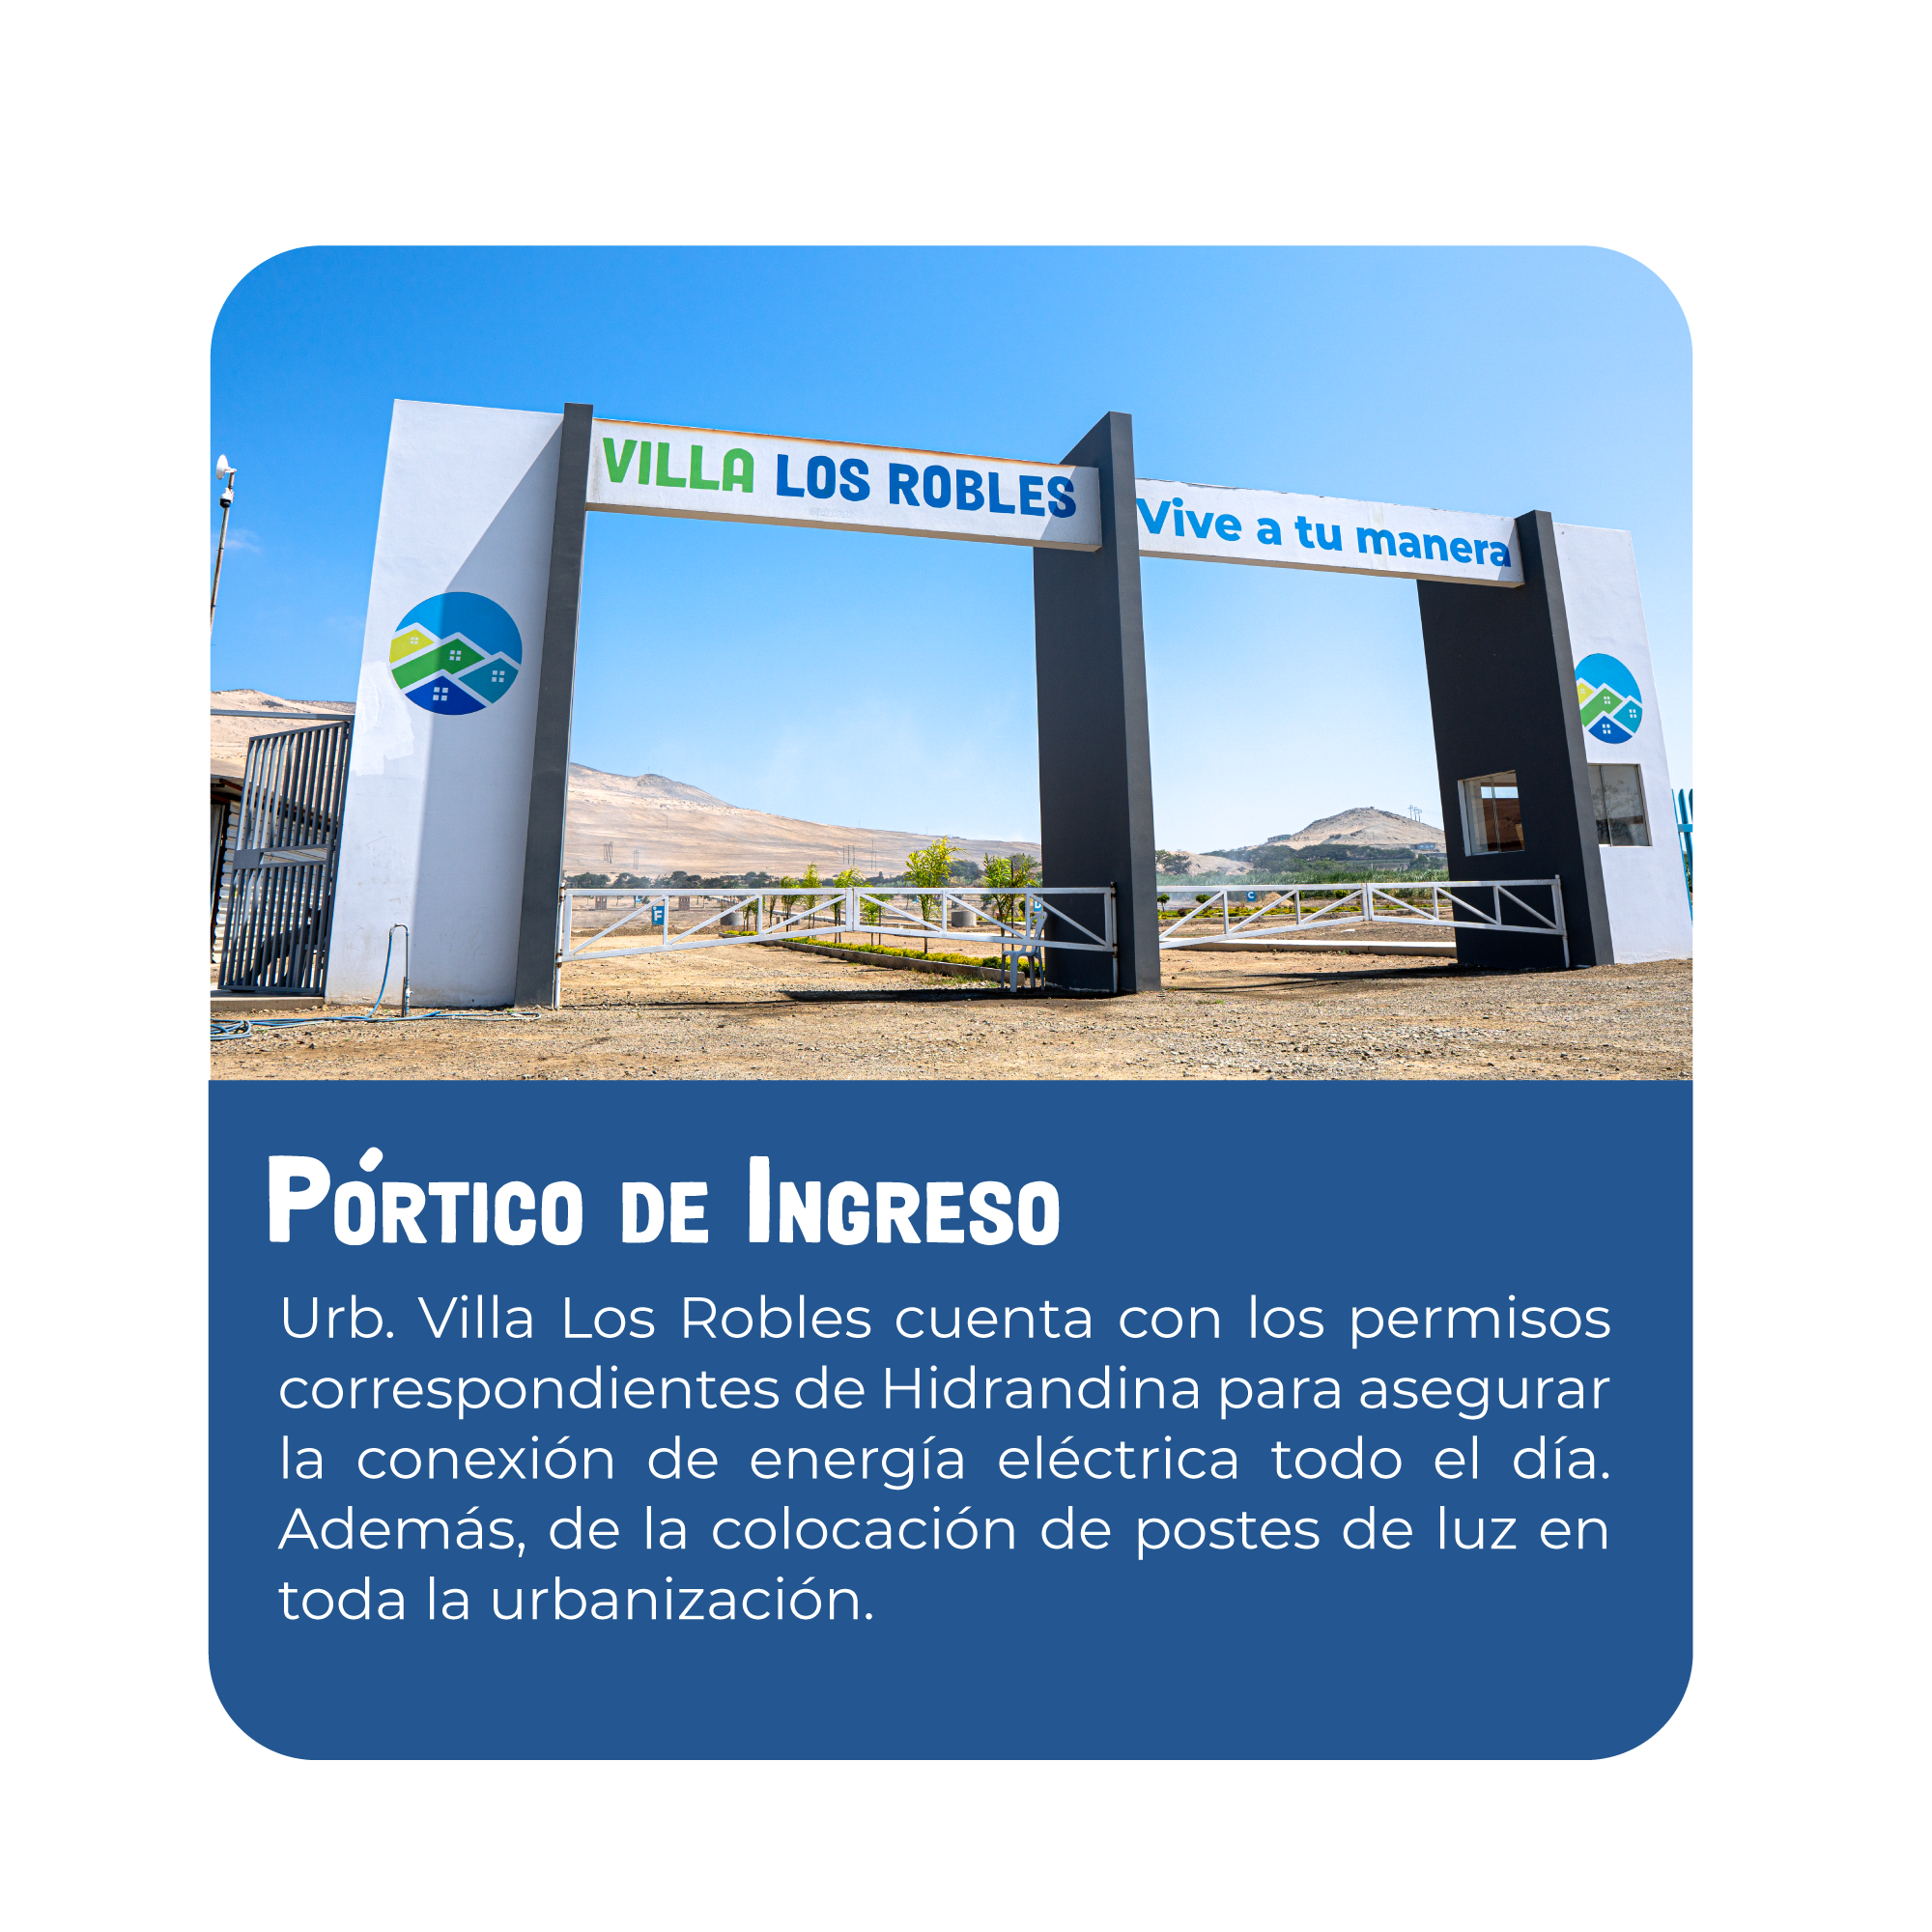 VILLA LOS ROBLES
Vive a tu manera
F
D
C
Pórtico de Ingreso
Urb. Villa Los Robles cuenta con los permisos
correspondientes de Hidrandina para asegurar
la conexión de energía eléctrica todo el día.
Además, de la colocación de postes de luz en
toda la urbanización.